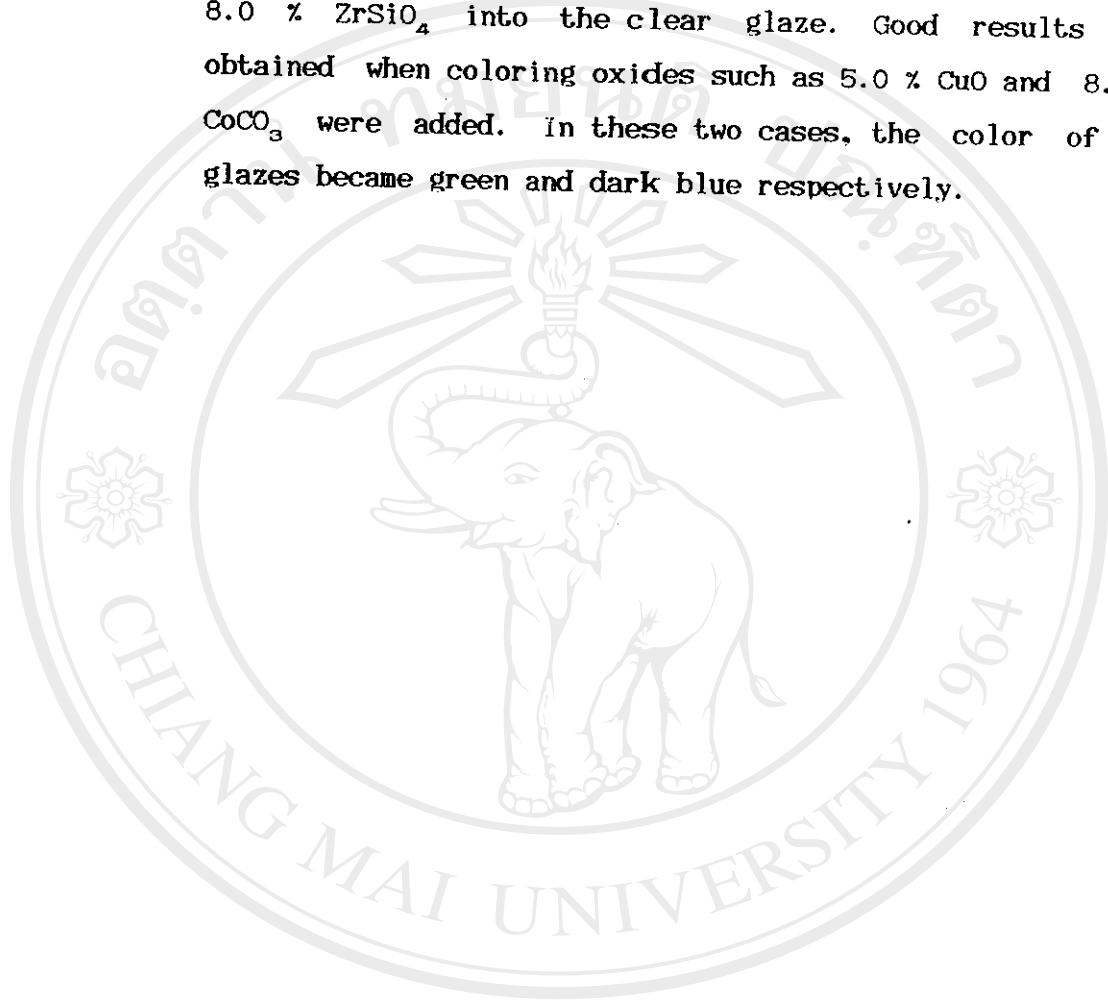 8.0 % ZrSiO₄ into the clear glaze. Good results
obtained when coloring oxides such as 5.0 % CuO and 8.
CoCO₃ were added. In these two cases, the color of
glazes became green and dark blue respectively.
CHIANG MAI UNIVERSITY 1964